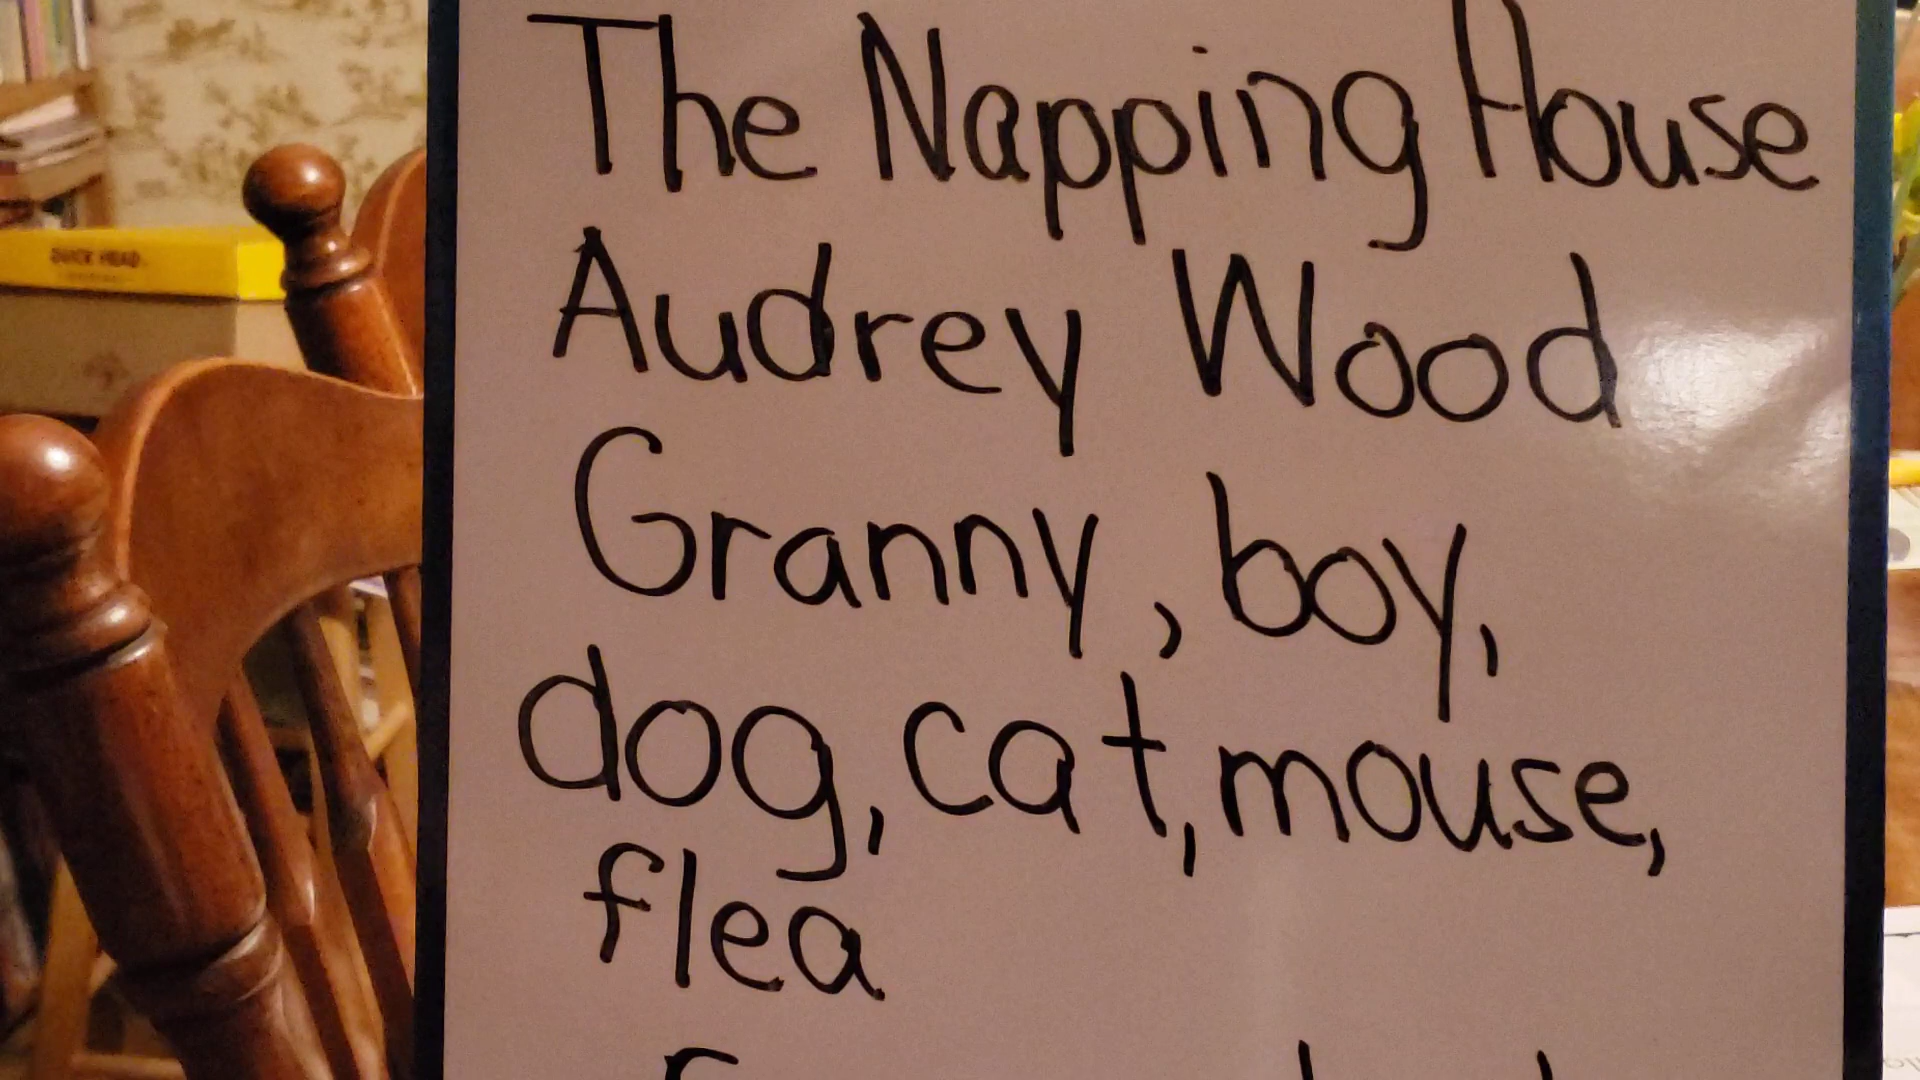 The Napping House
Audrey Wood
Granny, boy,
dog, cat, mouse,
flea